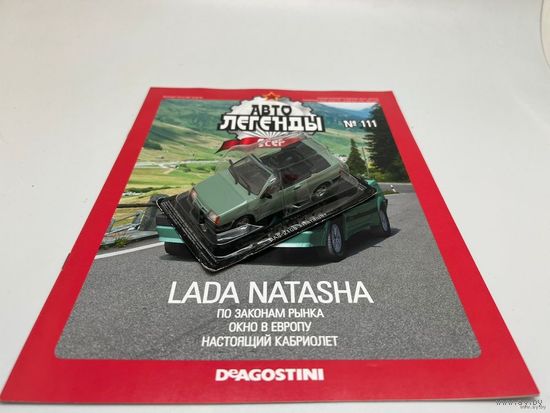 АВТО
ЛЕГЕНДЫ
СССР
№ 111
LADA NATASHA
ПО ЗАКОНАМ РЫНКА
ОКНО В ЕВРОПУ
НАСТОЯЩИЙ КАБРИОЛЕТ
DEAGOSTINI